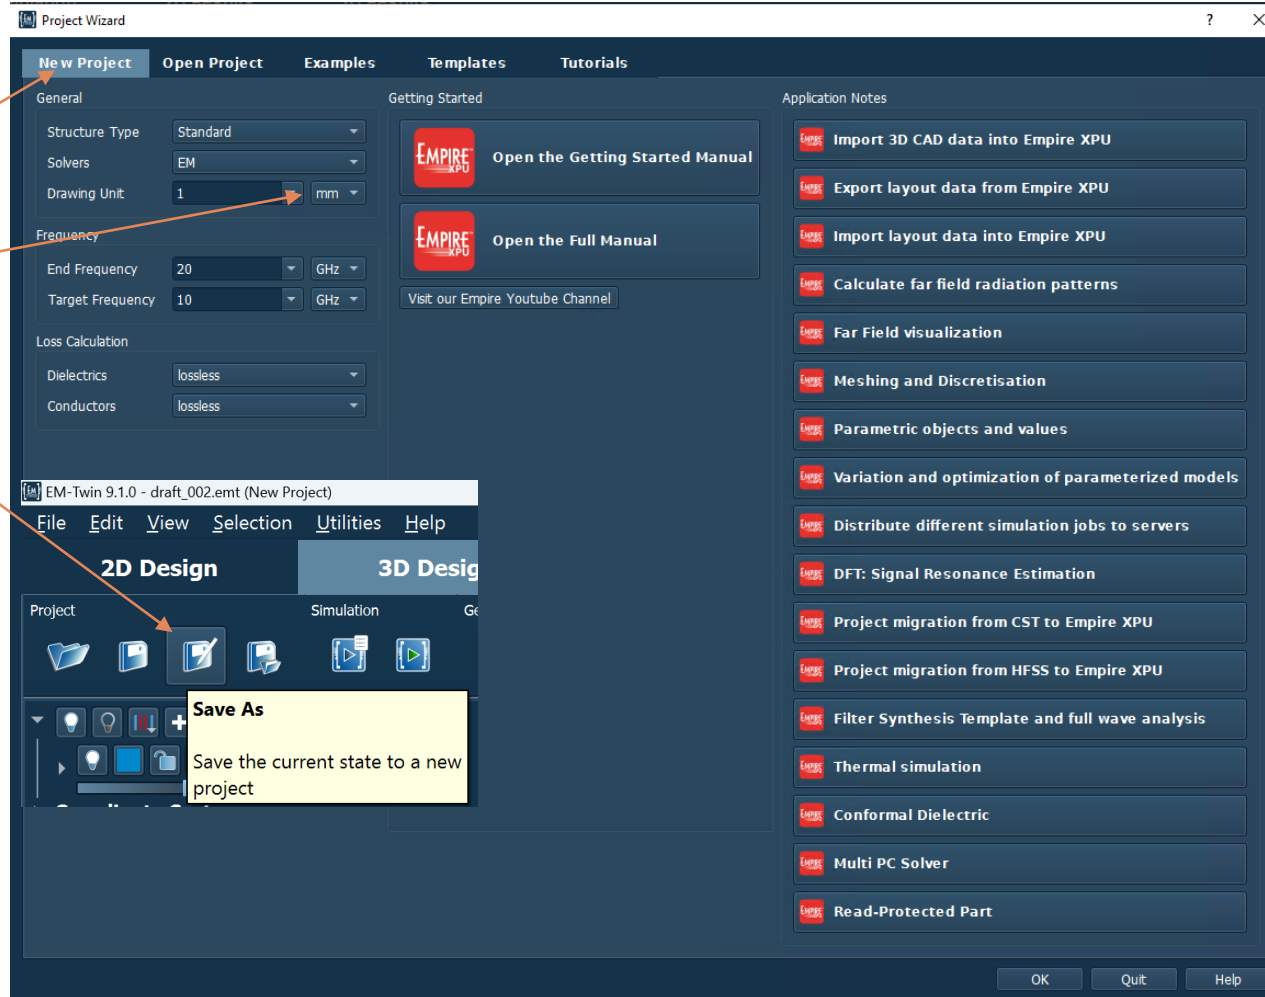 Project Wizard
?
New Project
Open Project
Examples
Templates
Tutorials
General
Structure Type
Standard
Solvers
EM
Drawing Unit
1
mm
Frequency
End Frequency
20
GHz
Target Frequency
10
GHz
Loss Calculation
Dielectrics
lossless
Conductors
lossless
Getting Started
EMPIRE XPU
Open the Getting Started Manual
EMPIRE XPU
Open the Full Manual
Visit our Empire Youtube Channel
Application Notes
Import 3D CAD data into Empire XPU
Export layout data from Empire XPU
Import layout data into Empire XPU
Calculate far field radiation patterns
Far Field visualization
Meshing and Discretisation
Parametric objects and values
Variation and optimization of parameterized models
Distribute different simulation jobs to servers
DFT: Signal Resonance Estimation
Project migration from CST to Empire XPU
Project migration from HFSS to Empire XPU
Filter Synthesis Template and full wave analysis
Thermal simulation
Conformal Dielectric
Multi PC Solver
Read-Protected Part
EM-Twin 9.1.0 - draft_002.emt (New Project)
File Edit View Selection Utilities Help
2D Design
3D Desig
Project
Simulation
Ge
Save As
Save the current state to a new
project
OK
Quit
Help